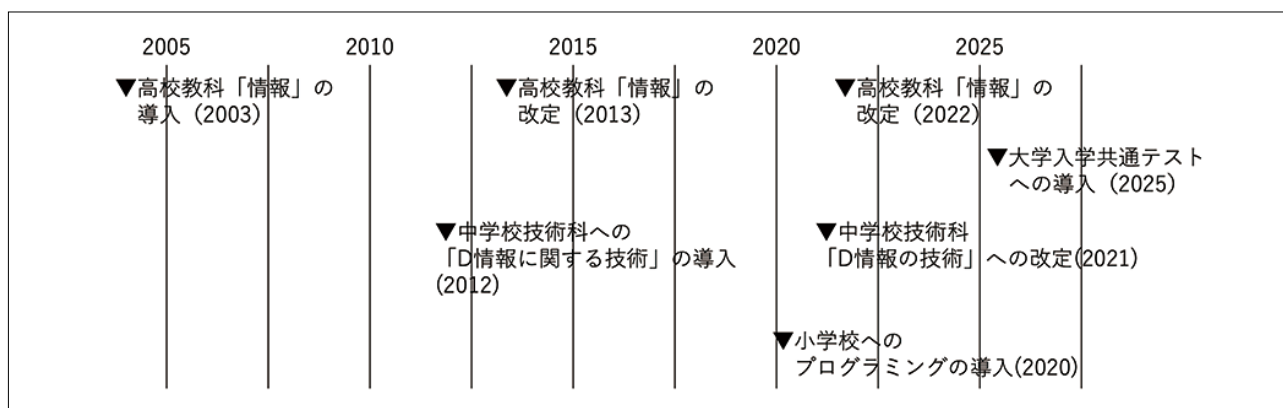 2005 2010 2015 2020 2025
▼高校教科「情報」の
導入（2003）
▼高校教科「情報」の
改定（2013）
▼高校教科「情報」の
改定（2022）
▼大学入学共通テスト
への導入（2025）
▼中学校技術科への
「D情報に関する技術」の導入
(2012)
▼中学校技術科
「D情報の技術」への改定(2021)
▼小学校への
プログラミングの導入(2020)